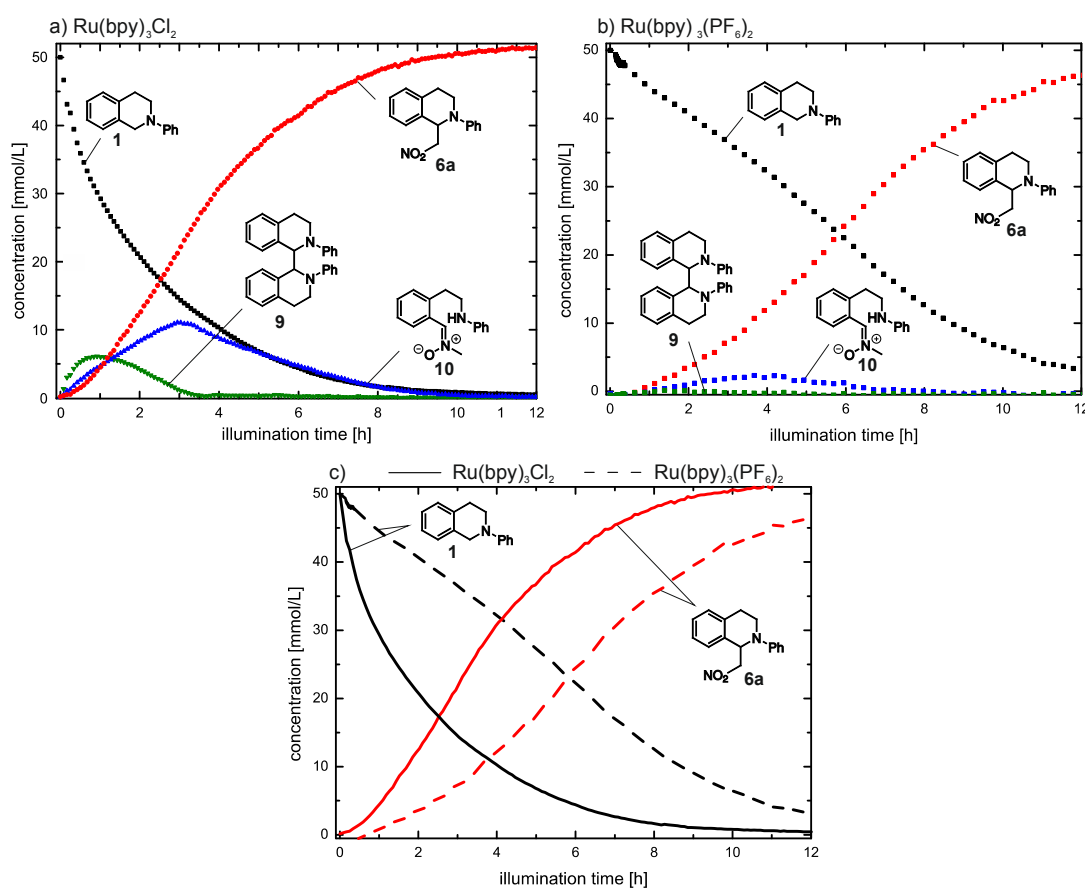 a) Ru(bpy)₃Cl₂
concentration [mmol/L]
50
40
30
20
10
0
0 2 4 6 8 10 12
illumination time [h]
N
Ph
1
N
Ph
NO₂
6a
N
Ph
N
Ph
9
HN
Ph
⊖O
N⊕
10
b) Ru(bpy)₃(PF₆)₂
concentration [mmol/L]
50
40
30
20
10
0
0 2 4 6 8 10 12
illumination time [h]
N
Ph
1
N
Ph
NO₂
6a
N
Ph
N
Ph
9
HN
Ph
⊖O
N⊕
10
c) Ru(bpy)₃Cl₂ Ru(bpy)₃(PF₆)₂
concentration [mmol/L]
50
40
30
20
10
0
0 2 4 6 8 10 12
illumination time [h]
N
Ph
1
N
Ph
NO₂
6a